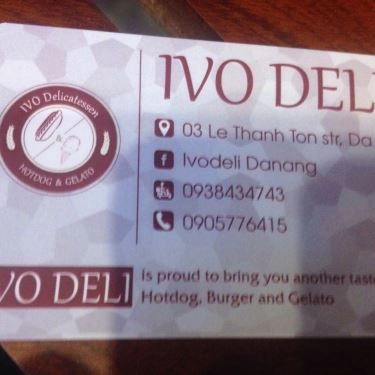 IVO DELI
IVO Delicatessen
&
HOTDOG & GELATO
03 Le Thanh Ton str, Da
Ivodeli Danang
0938434743
0905776415
IVO DELI is proud to bring you another taste
Hotdog, Burger and Gelato